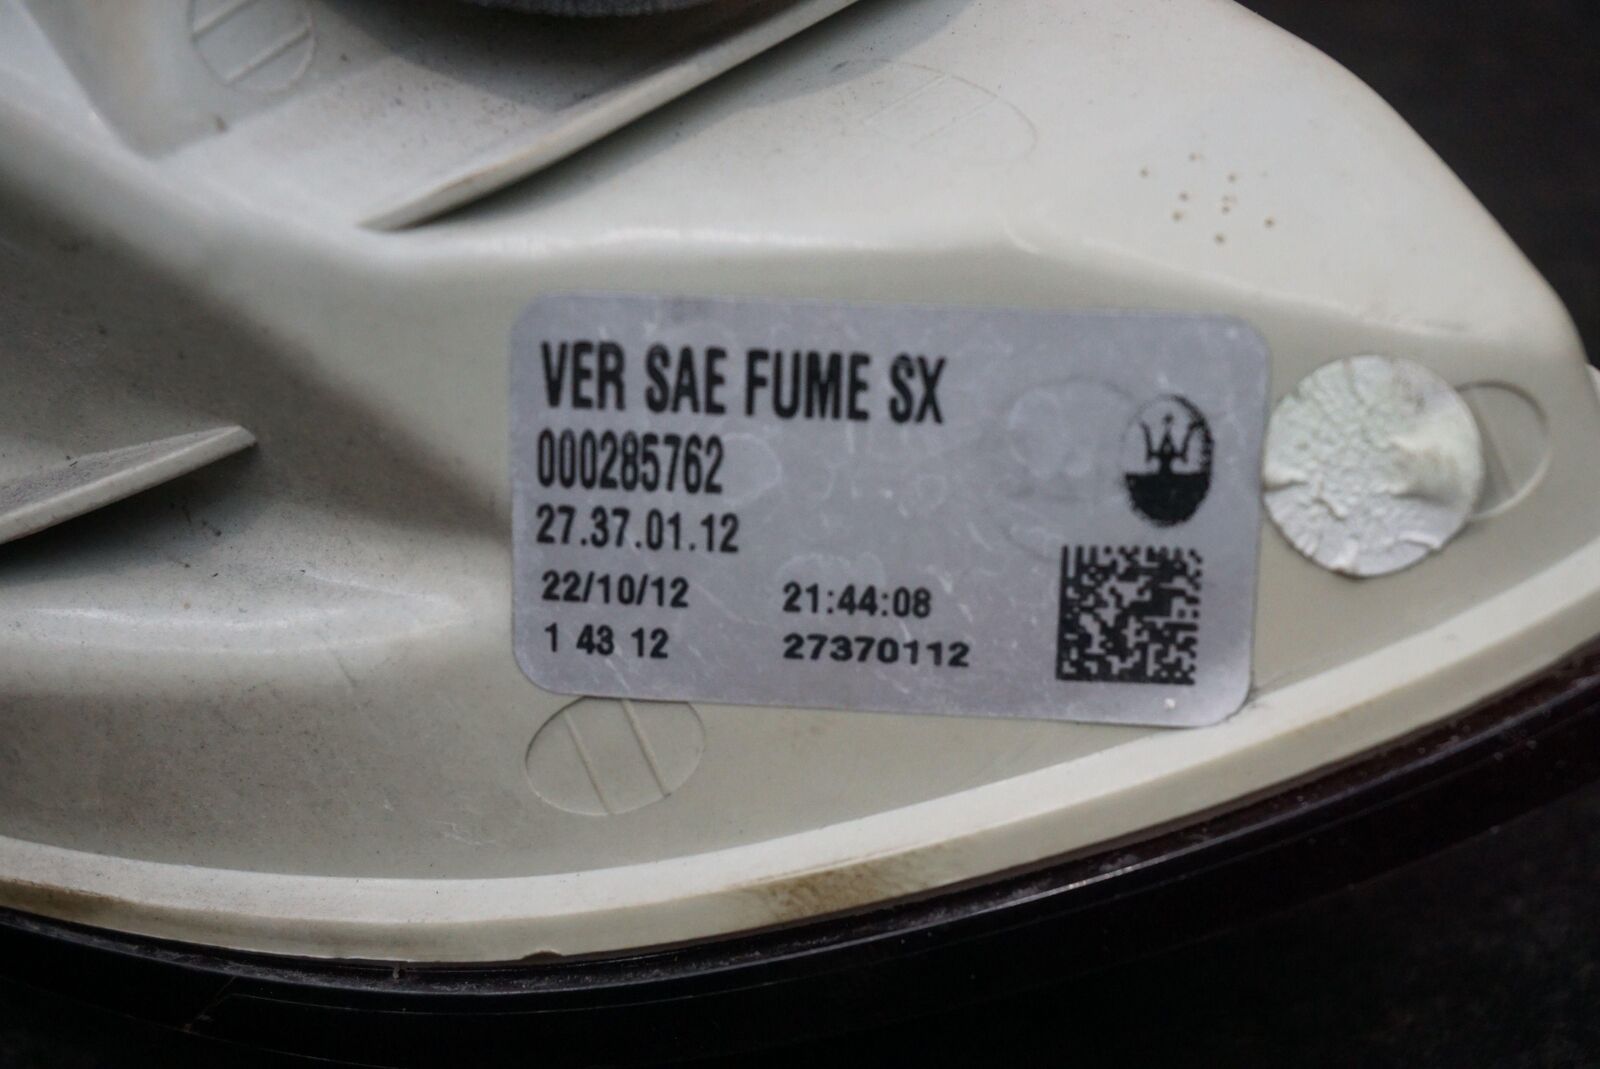 VER SAE FUME SX
000285762
27.37.01.12
22/10/12 21:44:08
1 43 12 27370112